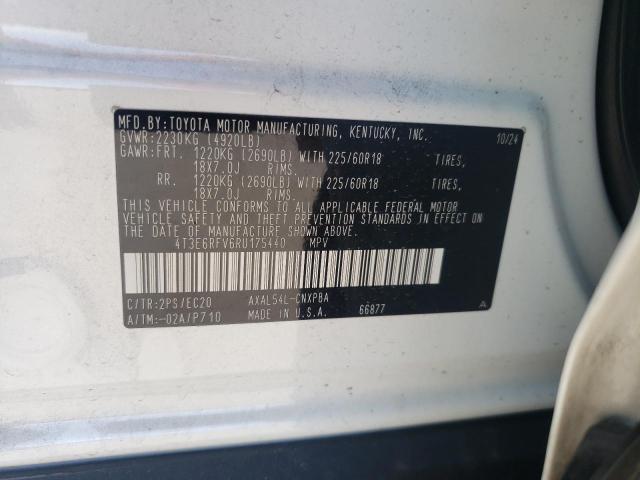 MFD.BY:TOYOTA MOTOR MANUFACTURING, KENTUCKY, INC. 10/24
GVWR:2230KG (4920LB)
GAWR:FRT. 1220KG (2690LB) WITH 225/60R18 TIRES,
18X7.0J RIMS.
RR. 1220KG (2690LB) WITH 225/60R18 TIRES,
18X7.0J RIMS.
THIS VEHICLE CONFORMS TO ALL APPLICABLE FEDERAL MOTOR
VEHICLE SAFETY AND THEFT PREVENTION STANDARDS IN EFFECT
ON THE DATE OF MANUFACTURE SHOWN ABOVE.
4T3E6RFV6RU175440 MPV
C/TR:2PS/EC20 AXAL54L-CNXPBA A
A/TM:-02A/P710 MADE IN U.S.A. 66877